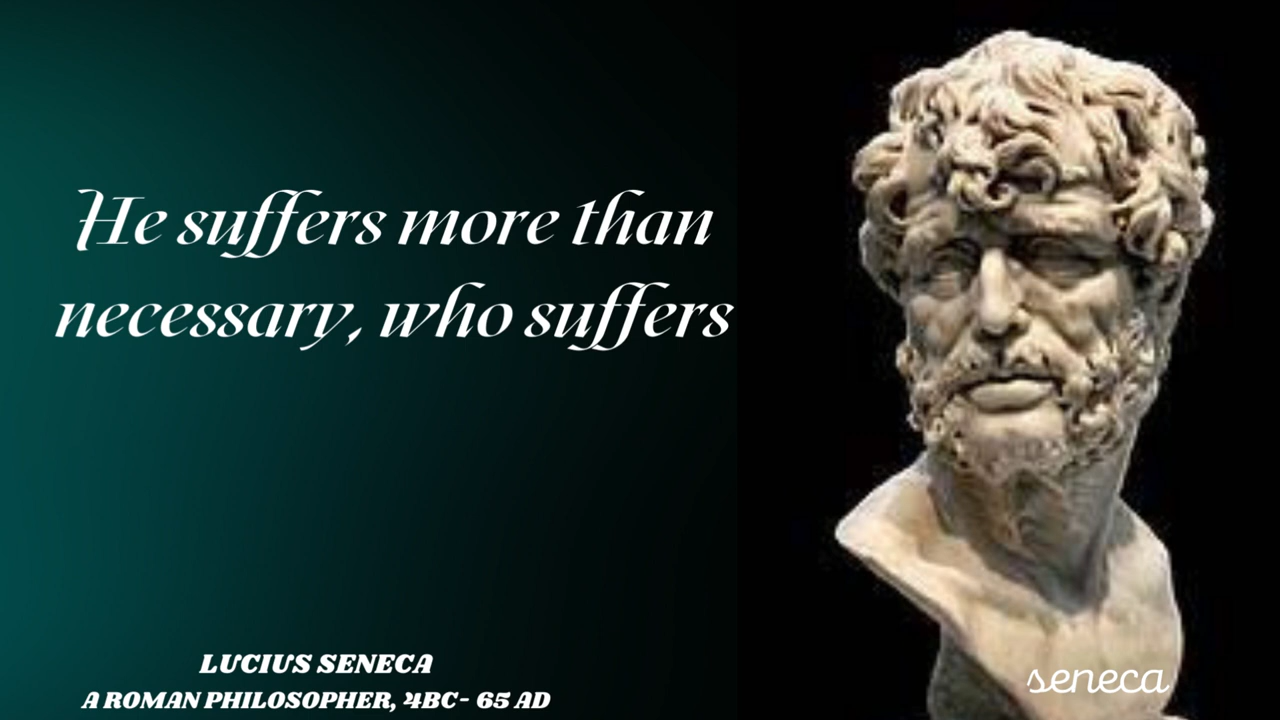 He suffers more than
necessary, who suffers
LUCIUS SENECA
A ROMAN PHILOSOPHER, 4BC- 65 AD
seneca